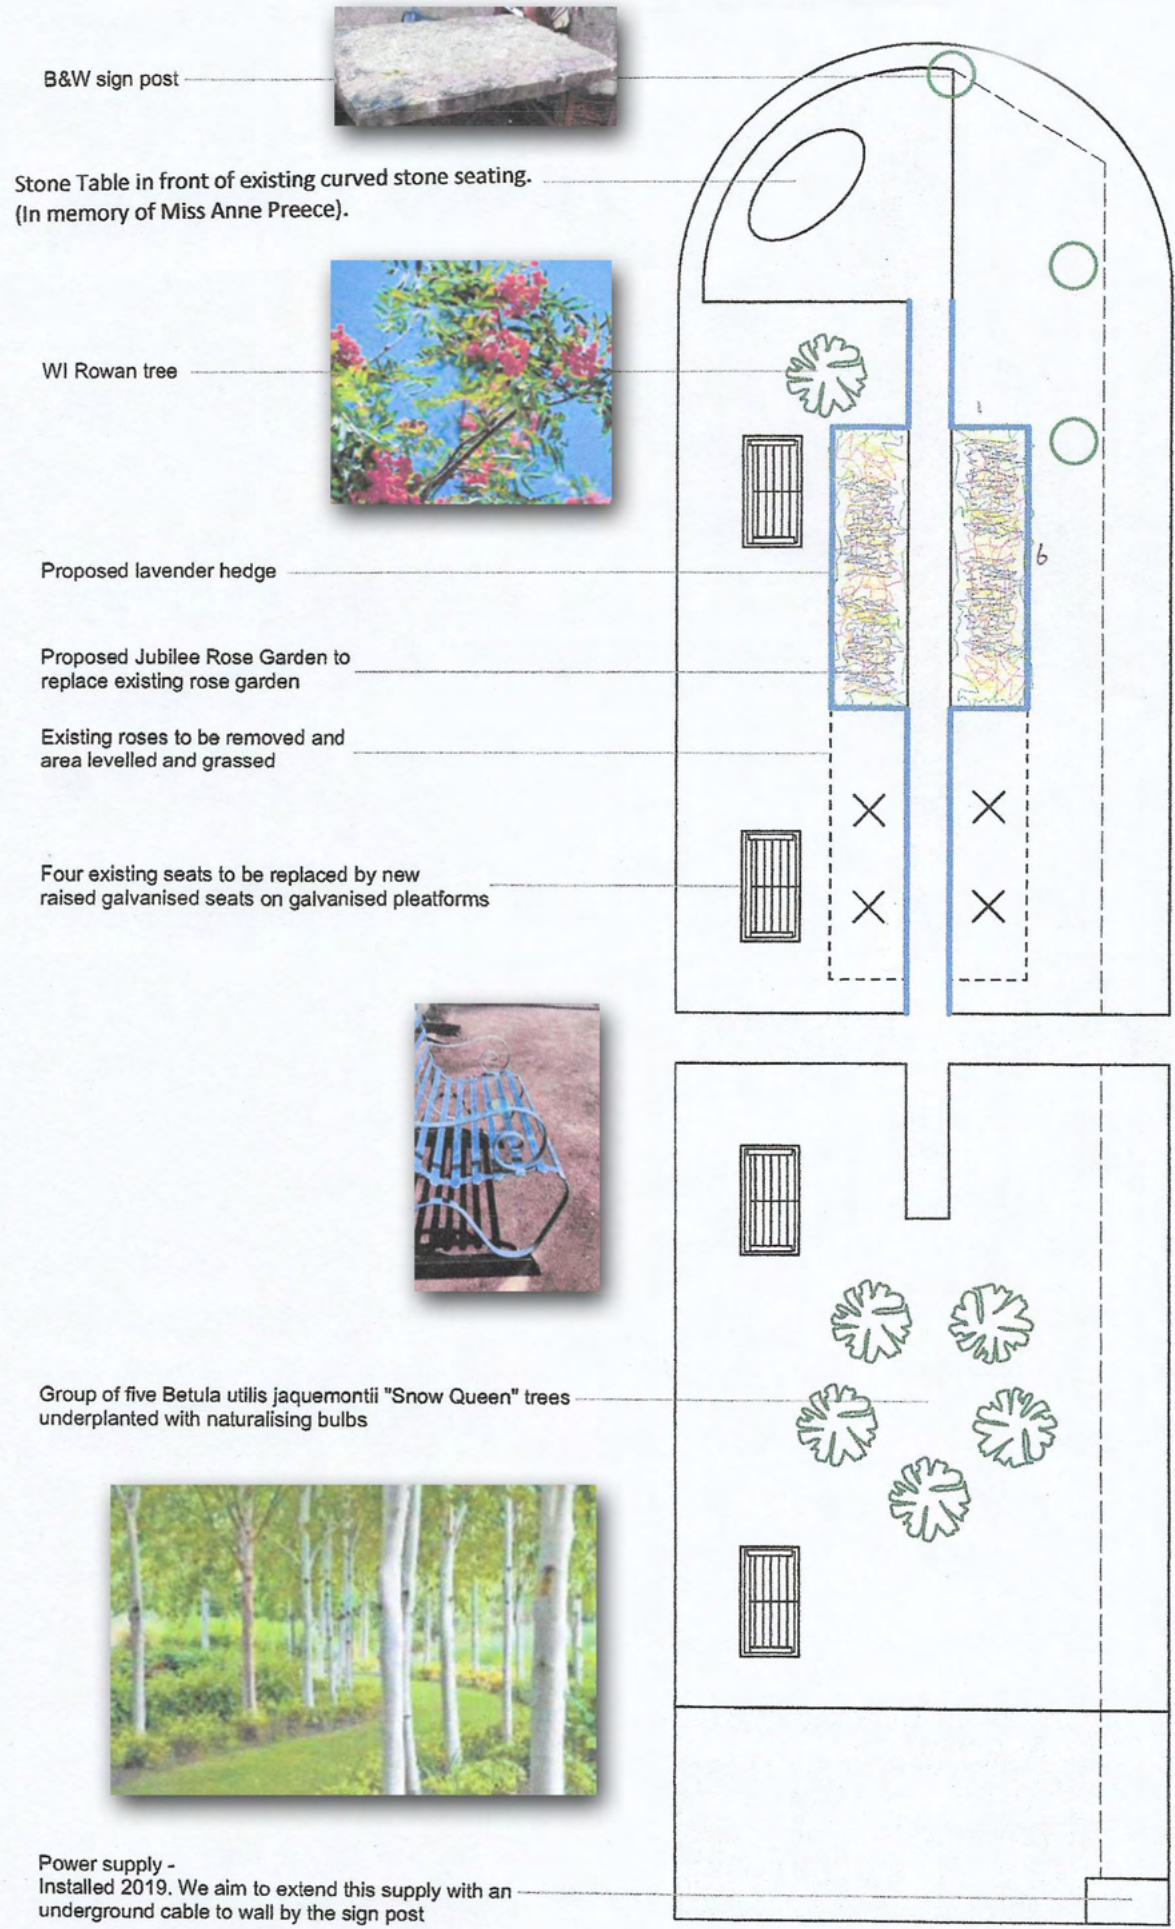 B&W sign post
Stone Table in front of existing curved stone seating.
(In memory of Miss Anne Preece).
WI Rowan tree
1
Proposed lavender hedge
6
Proposed Jubilee Rose Garden to
replace existing rose garden
Existing roses to be removed and
area levelled and grassed
Four existing seats to be replaced by new
raised galvanised seats on galvanised pleatforms
Group of five Betula utilis jaquemontii "Snow Queen" trees
underplanted with naturalising bulbs
Power supply -
Installed 2019. We aim to extend this supply with an
underground cable to wall by the sign post